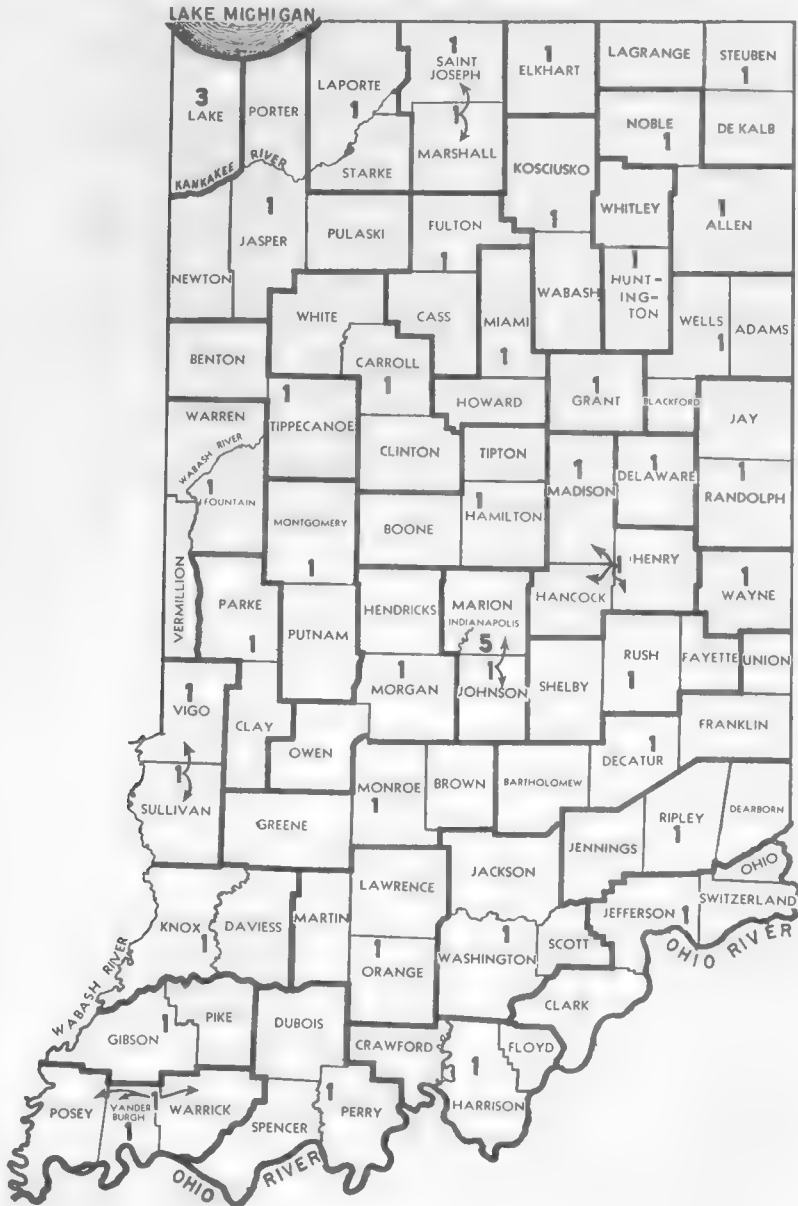 LAKE MICHIGAN
1
SAINT
JOSEPH
1
ELKHART
LAGRANGE
STEUBEN
1
LAPORTE
1
3
LAKE
PORTER
1
MARSHALL
NOBLE
1
DE KALB
KANKAKEE RIVER
STARKE
KOSCIUSKO
1
WHITLEY
1
ALLEN
1
JASPER
PULASKI
FULTON
1
NEWTON
WHITE
CASS
MIAMI
1
WABASH
1
HUNT-
ING-
TON
WELLS
1
ADAMS
BENTON
CARROLL
1
HOWARD
1
GRANT
BLACKFORD
JAY
WARREN
1
TIPPECANOE
CLINTON
TIPTON
1
MADISON
1
DELAWARE
1
RANDOLPH
WABASH RIVER
1
FOUNTAIN
MONTGOMERY
1
BOONE
1
HAMILTON
VERMILLION
PARKE
1
PUTNAM
HENDRICKS
MARION
INDIANAPOLIS
5
HANCOCK
1
HENRY
1
WAYNE
1
VIGO
CLAY
OWEN
1
MORGAN
1
JOHNSON
SHELBY
RUSH
1
FAYETTE
UNION
FRANKLIN
1
SULLIVAN
GREENE
MONROE
1
BROWN
BARTHOLOMEW
1
DECATUR
RIPLEY
1
DEARBORN
JENNINGS
OHIO
KNOX
1
DAVIESS
MARTIN
LAWRENCE
JACKSON
JEFFERSON
1
SWITZERLAND
1
ORANGE
1
WASHINGTON
SCOTT
OHIO RIVER
WABASH RIVER
GIBSON
1
PIKE
DUBOIS
CRAWFORD
1
HARRISON
FLOYD
CLARK
POSEY
VANDER
BURGH
1
1
WARRICK
SPENCER
1
PERRY
OHIO RIVER